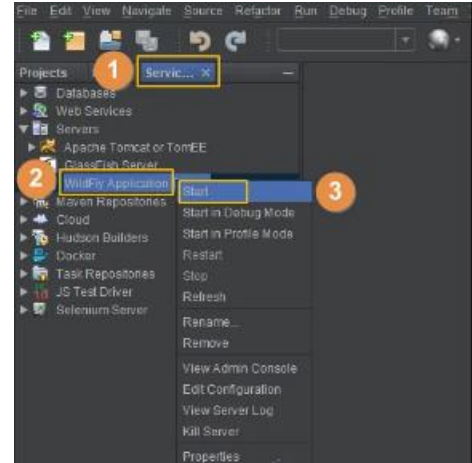 File Edit View Navigate Source Refactor Run Debug Profile Team
Projects
1
Servic...
Databases
Web Services
Servers
Apache Tomcat or TomEE
GlassFish Server
2
WildFly Application
Start
3
Maven Repositories
Start in Debug Mode
Cloud
Start in Profile Mode
Hudson Builders
Restart
Docker
Stop
Task Repositories
Refresh
JS Test Driver
Selenium Server
Rename...
Remove
View Admin Console
Edit Configuration
View Server Log
Kill Server
Properties